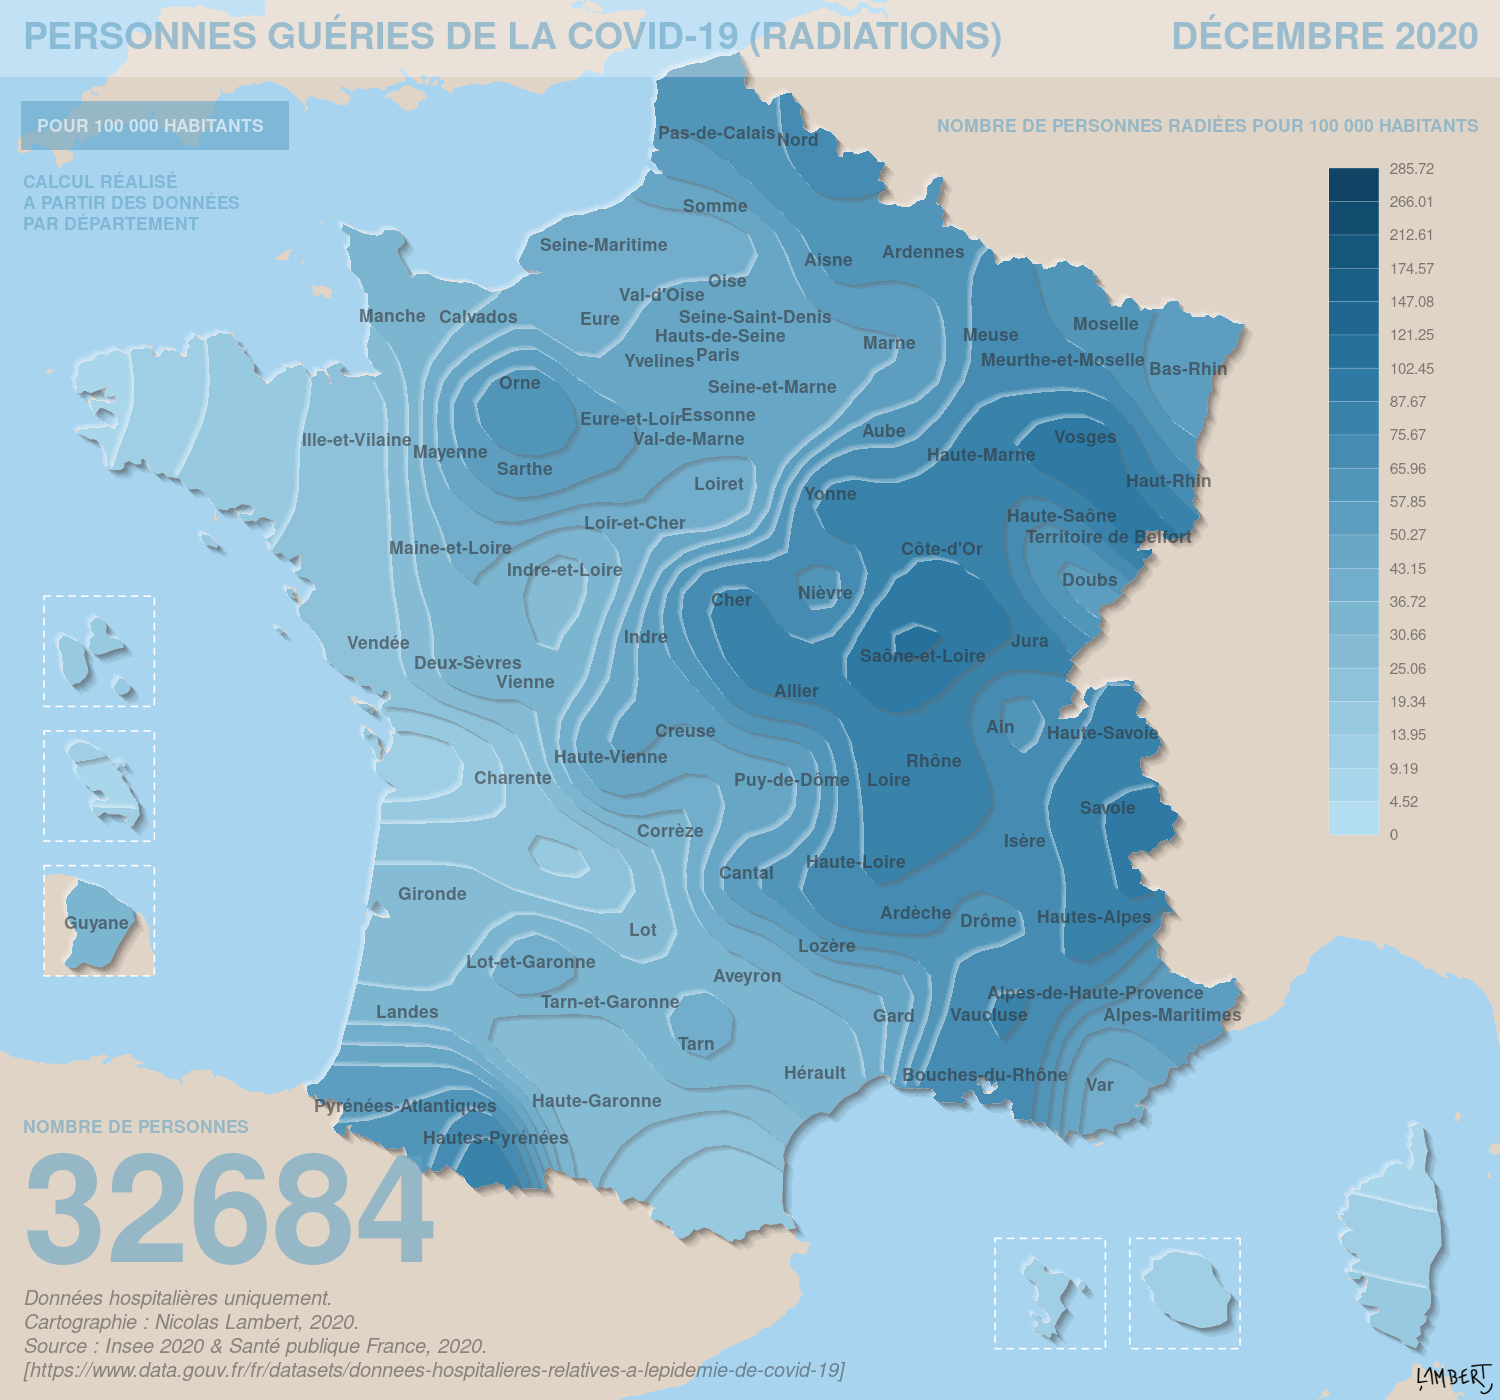 PERSONNES GUÉRIES DE LA COVID-19 (RADIATIONS)
DÉCEMBRE 2020
POUR 100 000 HABITANTS
CALCUL RÉALISÉ
A PARTIR DES DONNÉES
PAR DÉPARTEMENT
NOMBRE DE PERSONNES RADIÉES POUR 100 000 HABITANTS
285.72
266.01
212.61
174.57
147.08
121.25
102.45
87.67
75.67
65.96
57.85
50.27
43.15
36.72
30.66
25.06
19.34
13.95
9.19
4.52
0
Pas-de-Calais
Nord
Somme
Seine-Maritime
Aisne
Ardennes
Oise
Val-d'Oise
Manche
Calvados
Eure
Seine-Saint-Denis
Hauts-de-Seine
Marne
Meuse
Moselle
Yvelines
Paris
Meurthe-et-Moselle
Bas-Rhin
Orne
Seine-et-Marne
Eure-et-Loir
Essonne
Ille-et-Vilaine
Mayenne
Val-de-Marne
Aube
Vosges
Haute-Marne
Sarthe
Loiret
Yonne
Haut-Rhin
Loir-et-Cher
Haute-Saône
Territoire de Belfort
Maine-et-Loire
Côte-d'Or
Indre-et-Loire
Doubs
Cher
Nièvre
Vendée
Indre
Jura
Deux-Sèvres
Saône-et-Loire
Vienne
Allier
Creuse
Ain
Haute-Savoie
Haute-Vienne
Rhône
Charente
Puy-de-Dôme
Loire
Savoie
Corrèze
Isère
Haute-Loire
Cantal
Gironde
Ardèche
Drôme
Hautes-Alpes
Guyane
Lot
Lozère
Lot-et-Garonne
Aveyron
Alpes-de-Haute-Provence
Tarn-et-Garonne
Landes
Gard
Vaucluse
Alpes-Maritimes
Tarn
Hérault
Bouches-du-Rhône
Var
Pyrénées-Atlantiques
Haute-Garonne
Hautes-Pyrénées
NOMBRE DE PERSONNES
32684
Données hospitalières uniquement.
Cartographie : Nicolas Lambert, 2020.
Source : Insee 2020 & Santé publique France, 2020.
[https://www.data.gouv.fr/fr/datasets/donnees-hospitalieres-relatives-a-lepidemie-de-covid-19]
LAMBERT